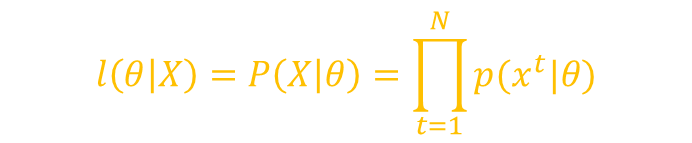 l(θ|X) = P(X|θ) = ∏_{t=1}^{N} p(x^t|θ)